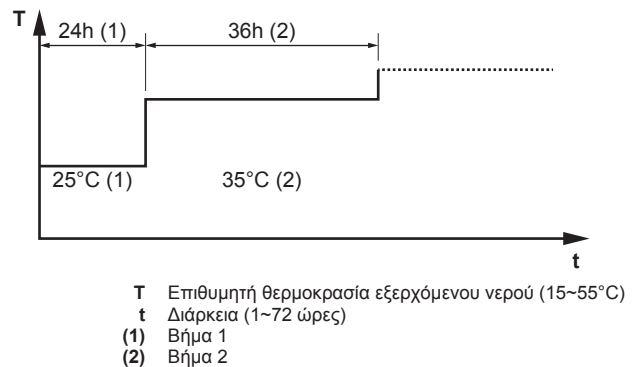 T
24h (1) 36h (2)
25°C (1) 35°C (2)
t
T Επιθυμητή θερμοκρασία εξερχόμενου νερού (15~55°C)
t Διάρκεια (1~72 ώρες)
(1) Βήμα 1
(2) Βήμα 2